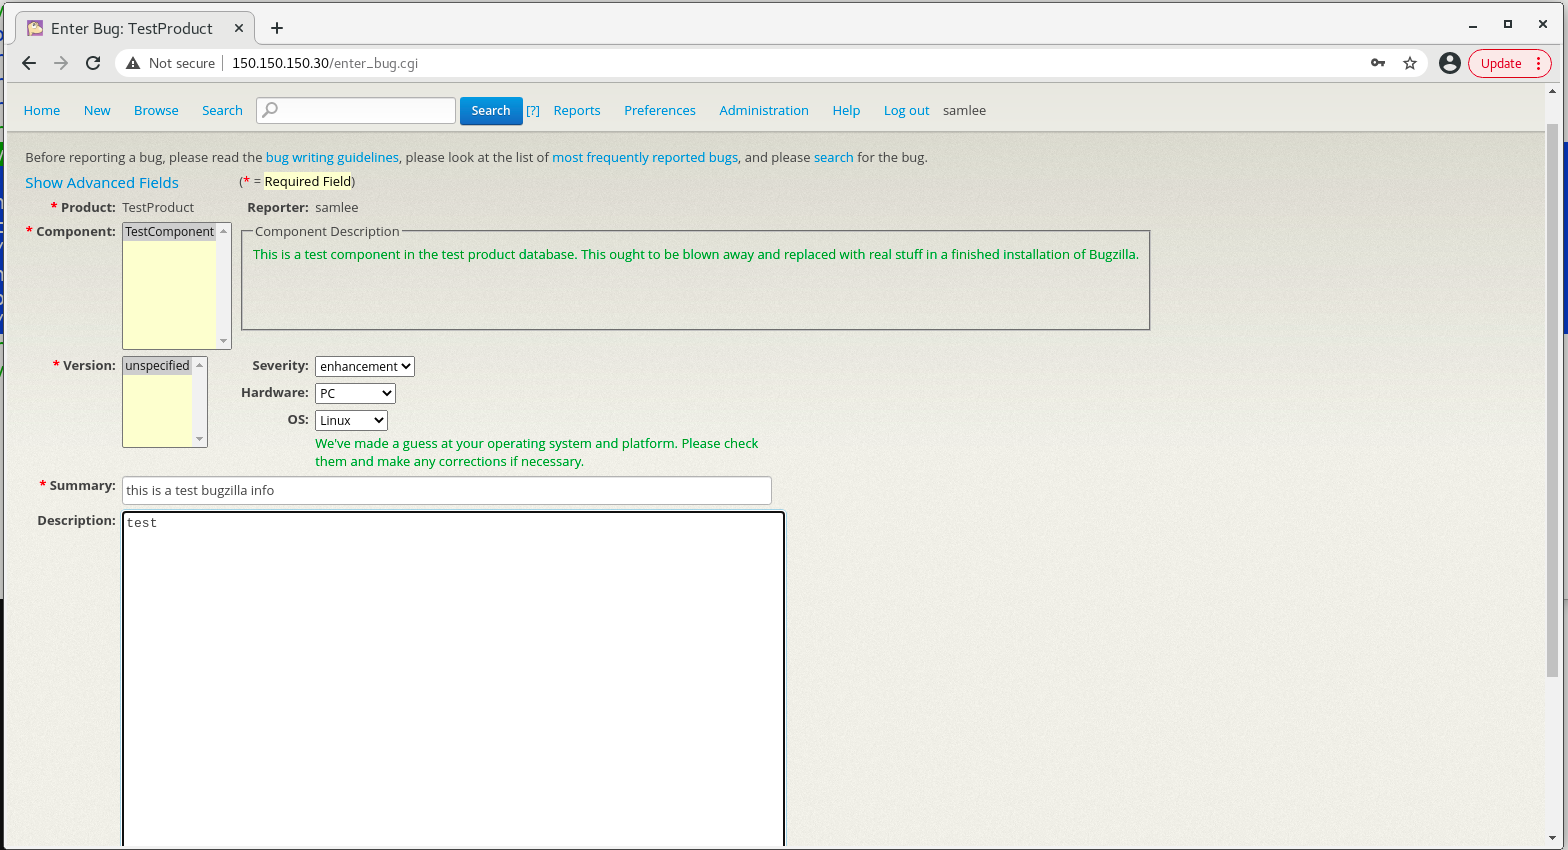 Enter Bug: TestProduct
Not secure 150.150.150.30/enter_bug.cgi Update
Home New Browse Search Search [?] Reports Preferences Administration Help Log out samlee
Before reporting a bug, please read the bug writing guidelines, please look at the list of most frequently reported bugs, and please search for the bug.
Show Advanced Fields (* = Required Field)
* Product: TestProduct Reporter: samlee
* Component: TestComponent Component Description
This is a test component in the test product database. This ought to be blown away and replaced with real stuff in a finished installation of Bugzilla.
* Version: unspecified Severity: enhancement
Hardware: PC
OS: Linux
We've made a guess at your operating system and platform. Please check
them and make any corrections if necessary.
* Summary: this is a test bugzilla info
Description: test